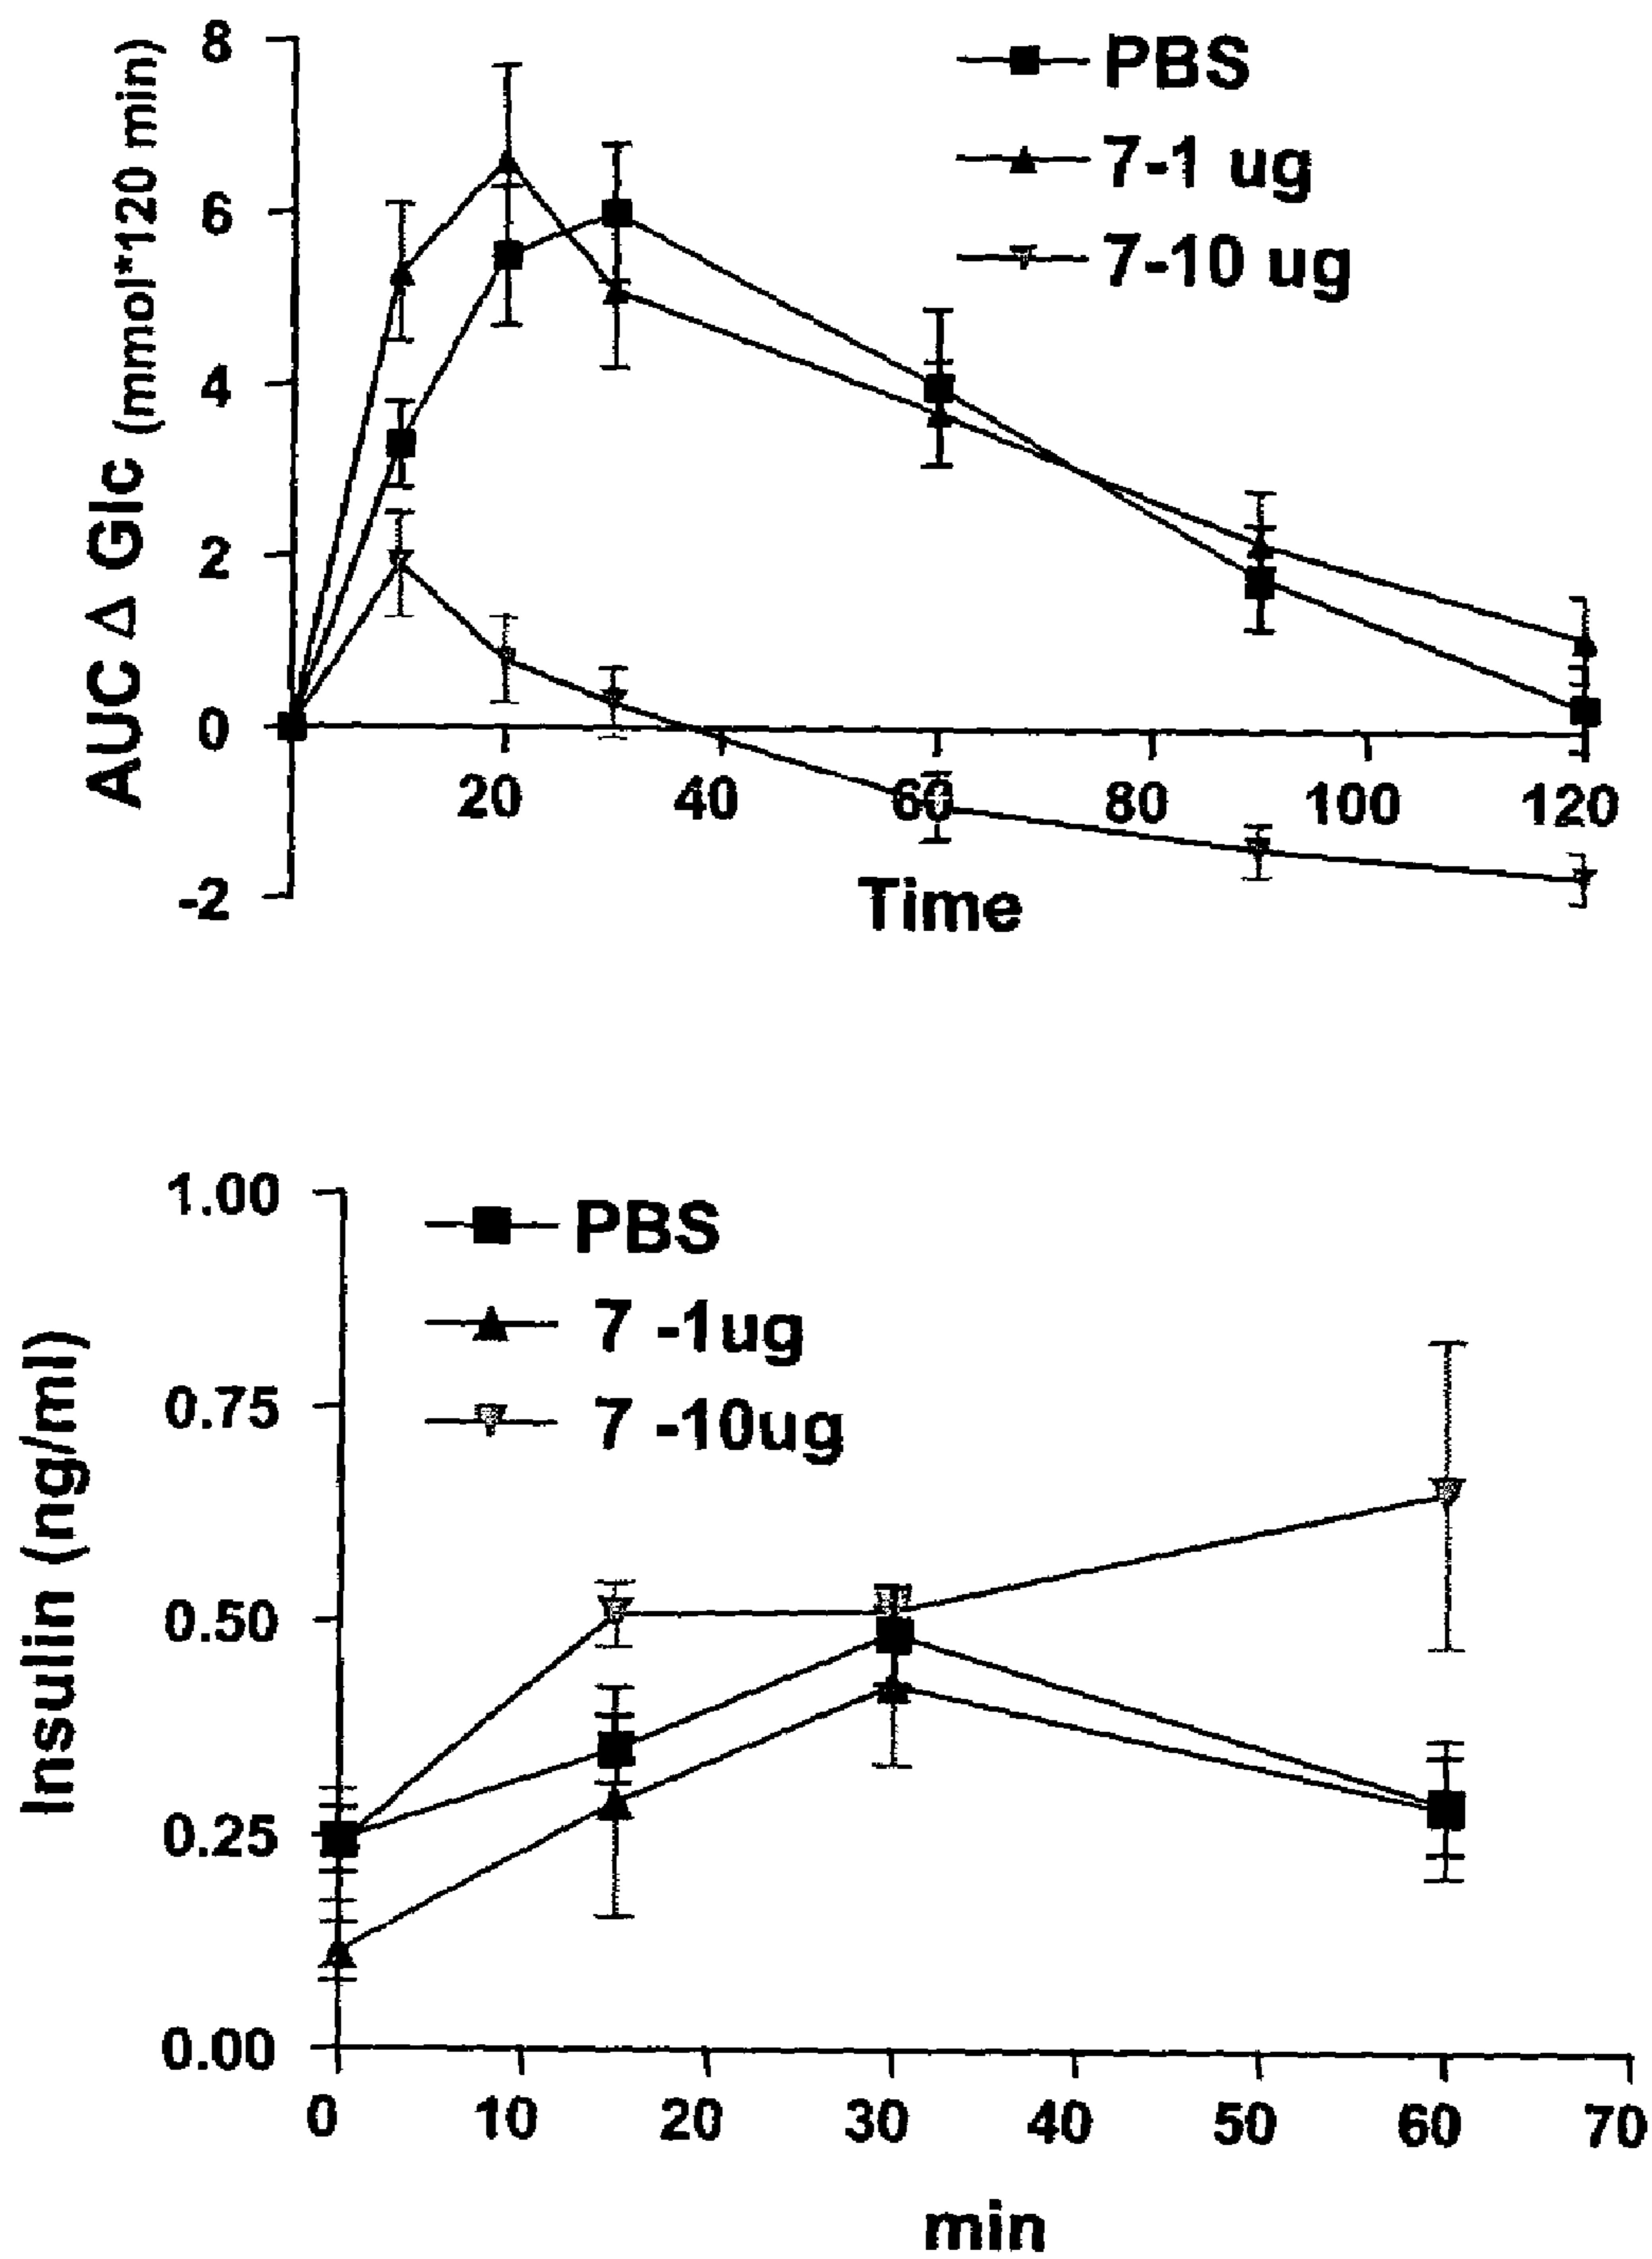 AUC Δ Glc (mmol*120 min)
8
6
4
2
0
-2
PBS
7-1 ug
7-10 ug
20 40 60 80 100 120
Time
Insulin (ng/ml)
1.00
0.75
0.50
0.25
0.00
PBS
7 -1ug
7 -10ug
0 10 20 30 40 50 60 70
min